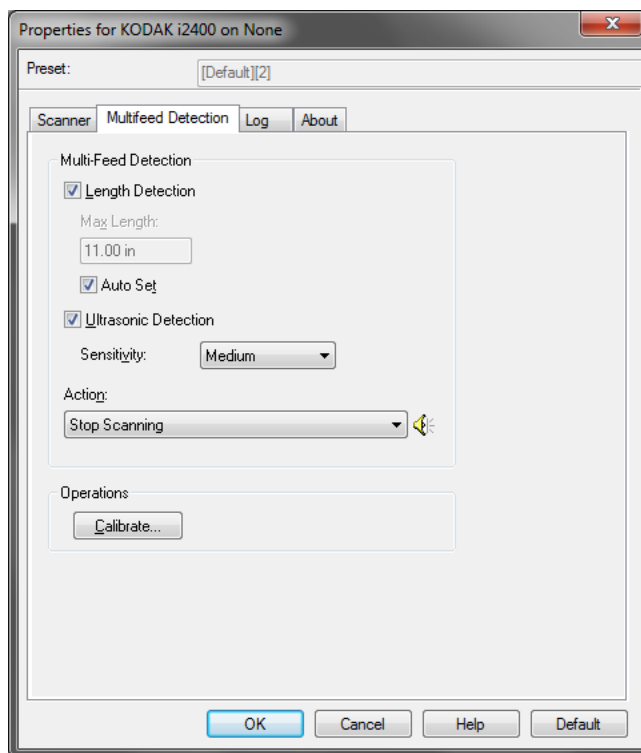 Properties for KODAK i2400 on None
Preset: [Default][2]
Scanner Multifeed Detection Log About
Multi-Feed Detection
Length Detection
Max Length:
11.00 in
Auto Set
Ultrasonic Detection
Sensitivity: Medium
Action:
Stop Scanning
Operations
Calibrate...
OK Cancel Help Default